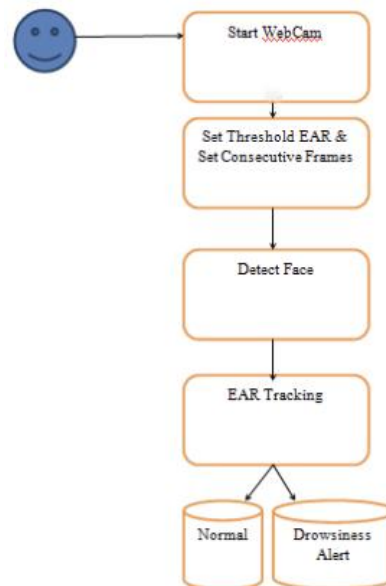 Start WebCam
Set Threshold EAR &
Set Consecutive Frames
Detect Face
EAR Tracking
Normal
Drowsiness
Alert